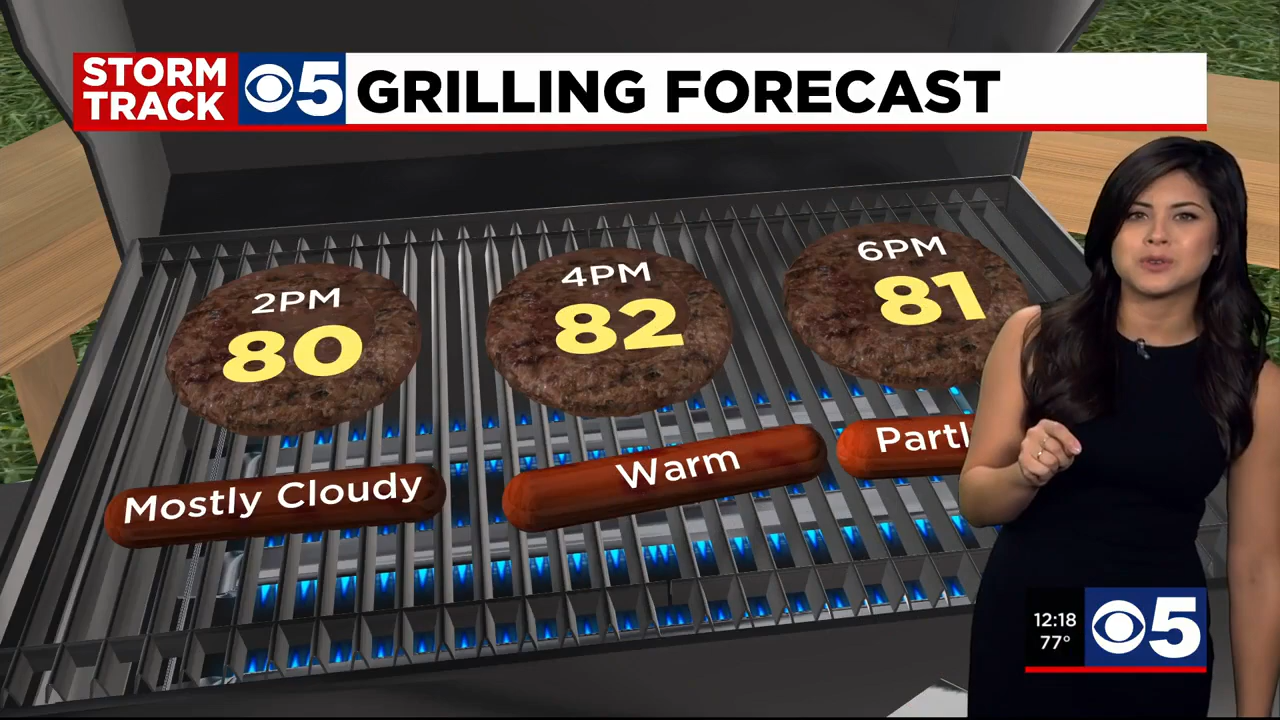 STORM
TRACK
5
GRILLING FORECAST
2PM
80
4PM
82
6PM
81
Mostly Cloudy
Warm
Partl
12:18
77°
5